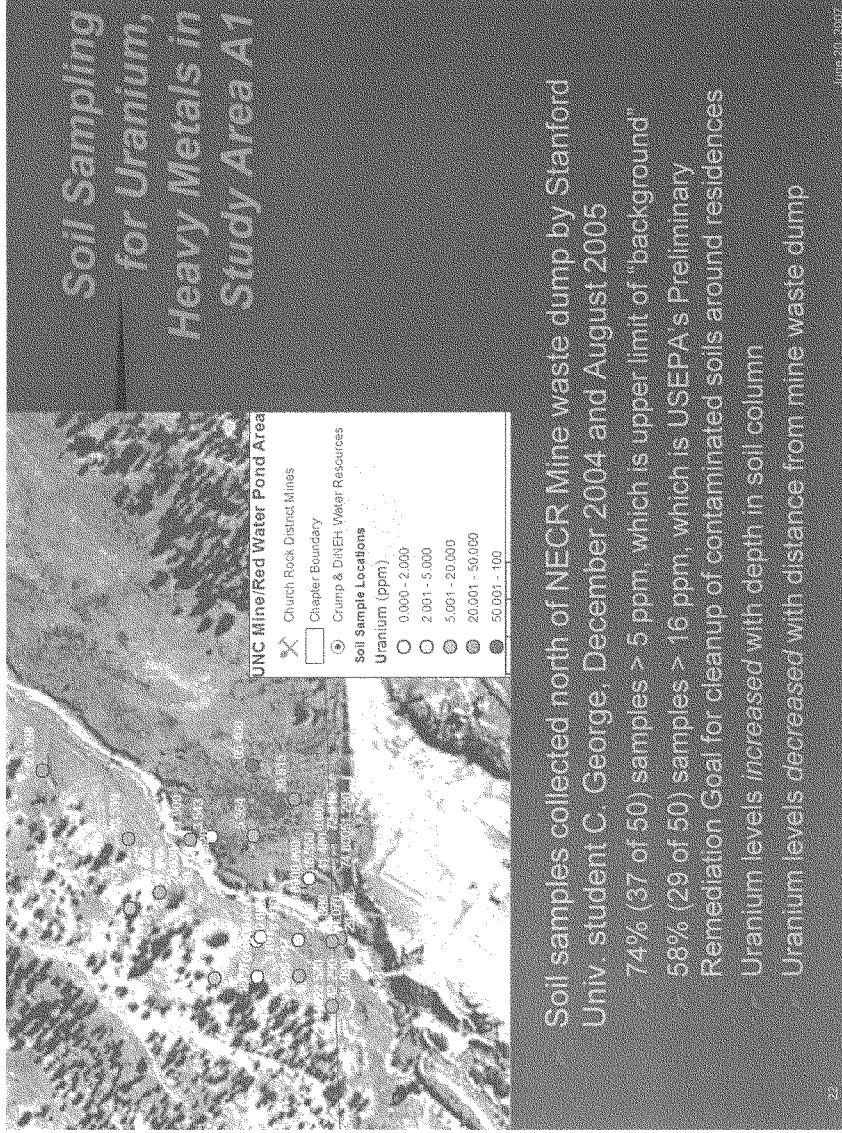 Soil Sampling
for Uranium,
Heavy Metals in
Study Area A1
UNC Mine/Red Water Pond Area
Church Rock District Mines
Chapter Boundary
Crump & DiNEH Water Resources
Soil Sample Locations
Uranium (ppm)
0.000 - 2.000
2.001 - 5.000
5.001 - 20.000
20.001 - 50.000
50.001 - 100
Soil samples collected north of NECR Mine waste dump by Stanford
Univ. student C. George, December 2004 and August 2005
74% (37 of 50) samples > 5 ppm, which is upper limit of “background”
58% (29 of 50) samples > 16 ppm, which is USEPA's Preliminary
Remediation Goal for cleanup of contaminated soils around residences
Uranium levels increased with depth in soil column
Uranium levels decreased with distance from mine waste dump
22
June 20, 2007